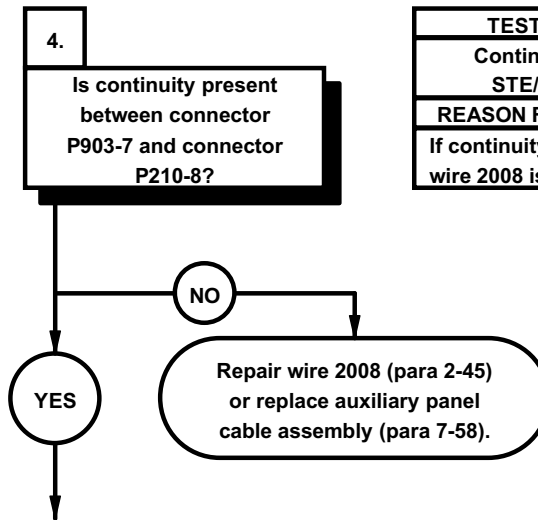 4.
Is continuity present
between connector
P903-7 and connector
P210-8?
TEST
Contin
STE/
REASON F
If continuity
wire 2008 is
NO
YES
Repair wire 2008 (para 2-45)
or replace auxiliary panel
cable assembly (para 7-58).